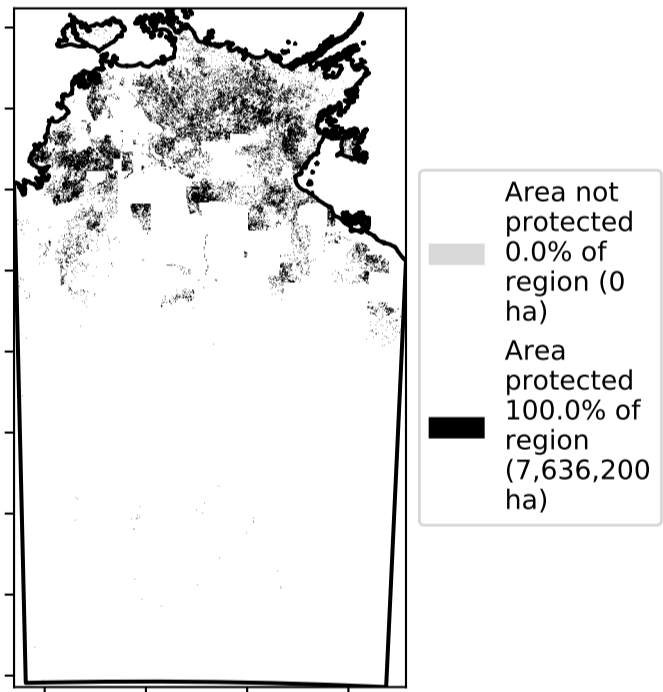 Area not
protected
0.0% of
region (0
ha)
Area
protected
100.0% of
region
(7,636,200
ha)